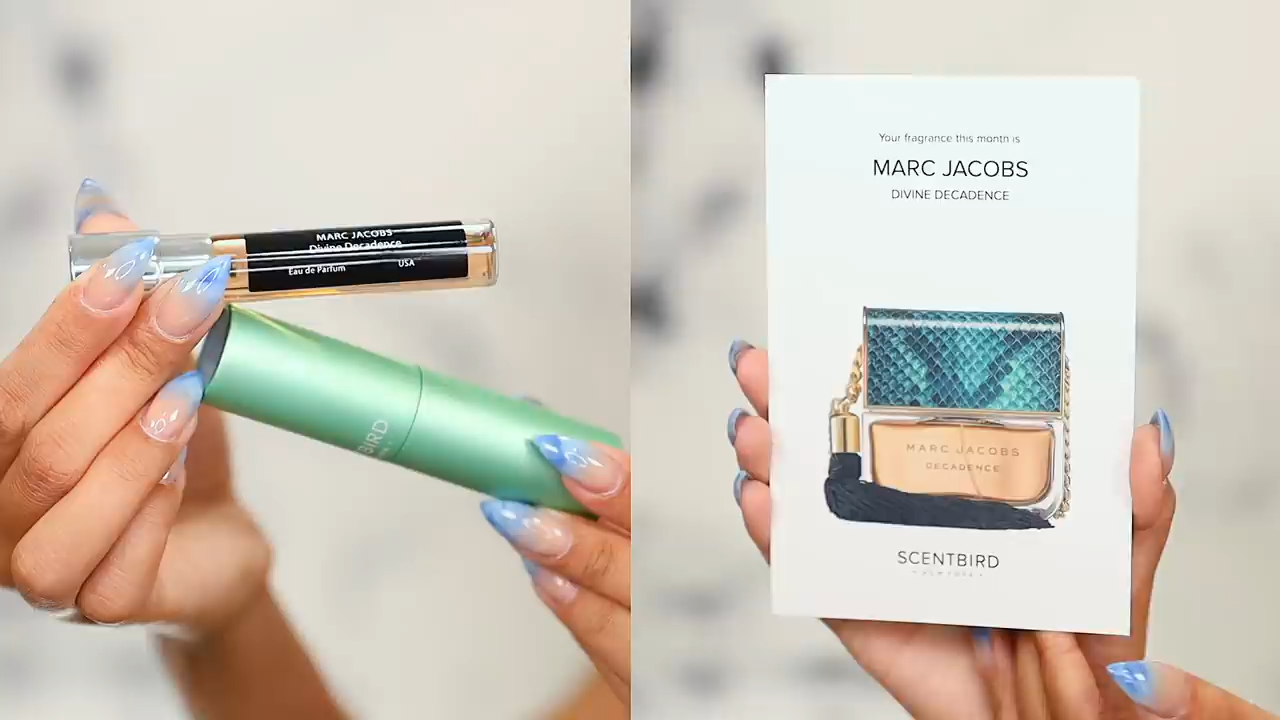 MARC JACOBS
Divine Decadence
Eau de Parfum USA
BIRD
Your fragrance this month is
MARC JACOBS
DIVINE DECADENCE
MARC JACOBS
DECADENCE
SCENTBIRD